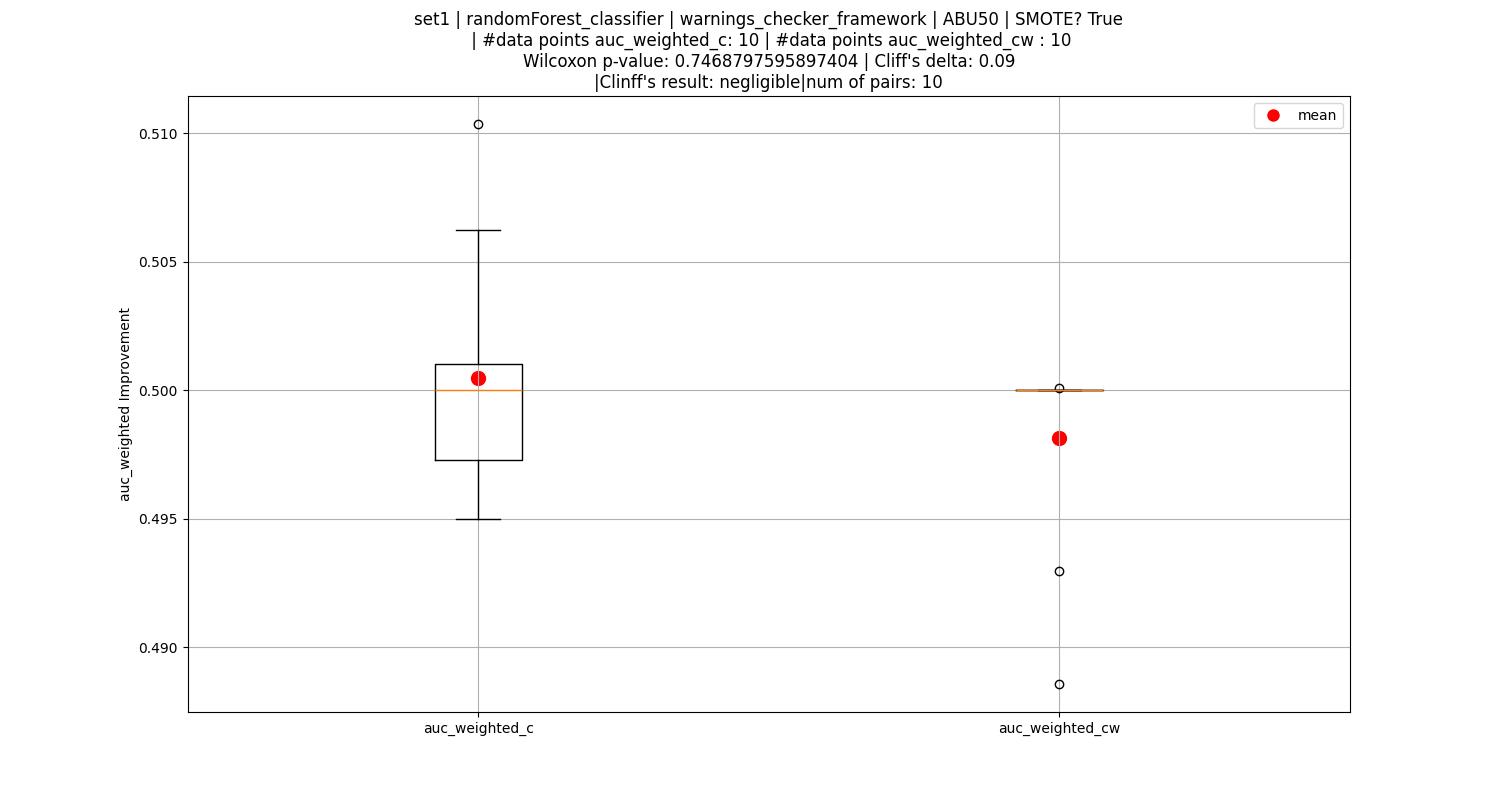 set1 | randomForest_classifier | warnings_checker_framework | ABU50 | SMOTE? True
| #data points auc_weighted_c: 10 | #data points auc_weighted_cw : 10
Wilcoxon p-value: 0.7468797595897404 | Cliff's delta: 0.09
|Clinff's result: negligible|num of pairs: 10
mean
0.510
0.505
0.500
0.495
0.490
auc_weighted Improvement
auc_weighted_c
auc_weighted_cw